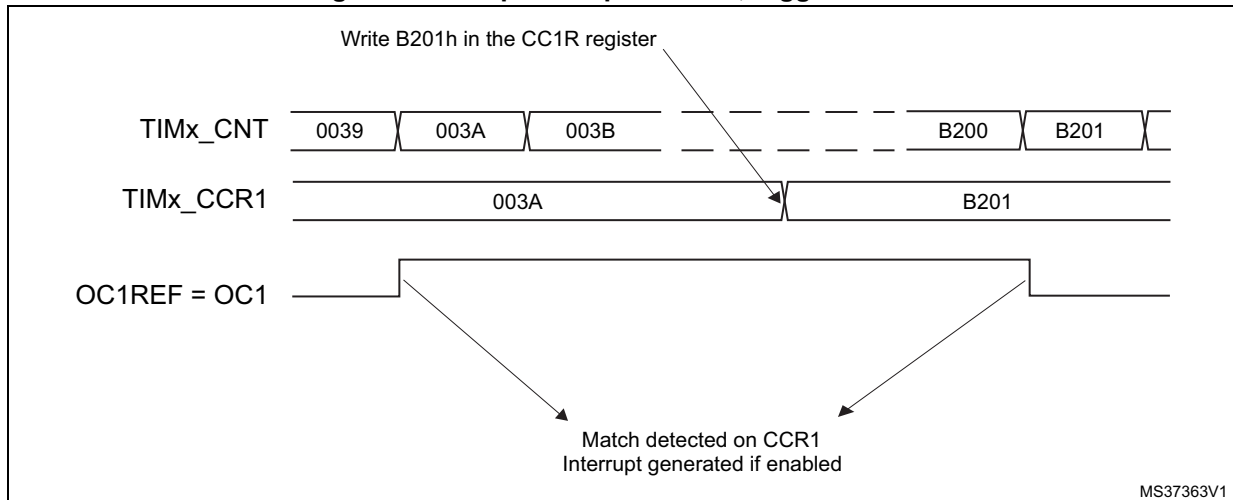 Write B201h in the CC1R register
TIMx_CNT 0039 003A 003B B200 B201
TIMx_CCR1 003A B201
OC1REF = OC1
Match detected on CCR1
Interrupt generated if enabled
MS37363V1